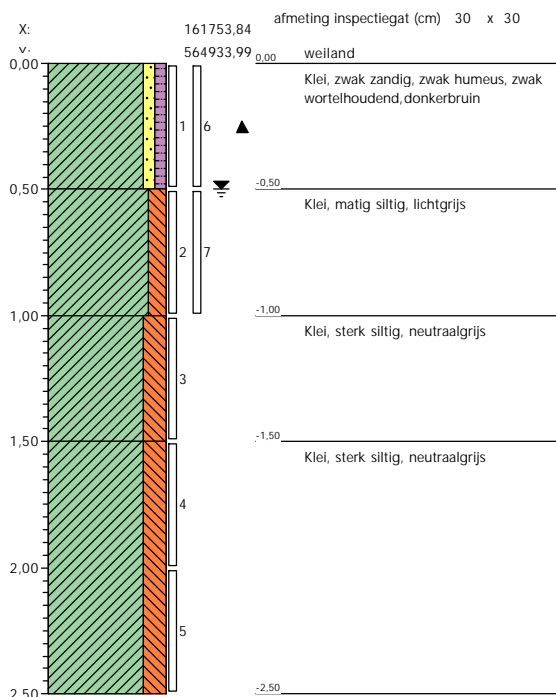 afmeting inspectiegat (cm) 30 x 30
X: 161753,84
564933,99
0,00
0,00
weiland
Klei, zwak zandig, zwak humeus, zwak
wortelhoudend, donkerbruin
1
6
0,50
-0,50
Klei, matig siltig, lichtgrijs
2
7
1,00
-1,00
Klei, sterk siltig, neutraalgrijs
3
1,50
-1,50
Klei, sterk siltig, neutraalgrijs
4
2,00
5
2,50
-2,50